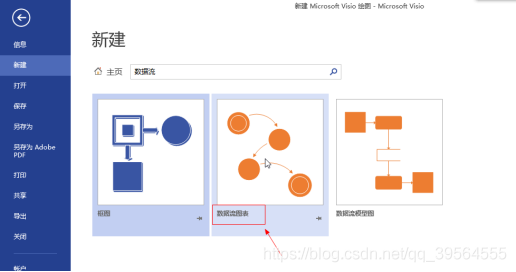 新建 Microsoft Visio 绘图 - Microsoft Visio
新建
信息
新建
打开
保存
另存为
另存为 Adobe
PDF
打印
共享
导出
关闭
帐户
主页
数据流
框图
数据流图表
数据流模型图
https://blog.csdn.net/qq_39564555